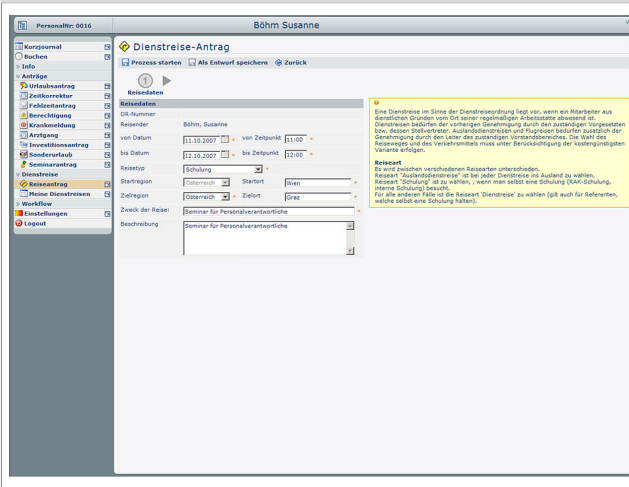 PersonalNr: 0016
Böhm Susanne
Kurzjournal
Buchen
> Info
Anträge
Urlaubsantrag
Zeitkorrektur
Fehlzeitantrag
Berechtigung
Krankmeldung
Arztgang
Investitionsantrag
Sonderurlaub
Seminarantrag
Dienstreise
Reiseantrag
Meine Dienstreisen
> Workflow
Einstellungen
Logout
Dienstreise-Antrag
Prozess starten Als Entwurf speichern Zurück
1
Reisedaten
Reisedaten
DR-Nummer
Reisender Böhm, Susanne
von Datum 11.10.2007 * von Zeitpunkt 11:00 *
bis Datum 12.10.2007 * bis Zeitpunkt 12:00 *
Reisetyp Schulung *
Startregion Österreich Startort Wien *
Zielregion Österreich * Zielort Graz *
Zweck der Reise: Seminar für Personalverantwortliche *
Beschreibung Seminar für Personalverantwortliche
Eine Dienstreise im Sinne der Dienstreiseordnung liegt vor, wenn ein Mitarbeiter aus
dienstlichen Gründen vom Ort seiner regelmäßigen Arbeitsstätte abwesend ist.
Dienstreisen bedürfen der vorherigen Genehmigung durch den zuständigen Vorgesetzten
bzw. dessen Stellvertreter. Auslandsdienstreisen und Flugreisen bedürfen zusätzlich der
Genehmigung durch den Leiter des zuständigen Vorstandsbereiches. Die Wahl des
Reiseweges und des Verkehrsmittels muss unter Berücksichtigung der kostengünstigsten
Variante erfolgen.
Reiseart
Es wird zwischen verschiedenen Reisearten unterschieden.
Reiseart "Auslandsdienstreise" ist bei jeder Dienstreise ins Ausland zu wählen.
Reiseart "Schulung" ist zu wählen, , wenn man selbst eine Schulung (RAK-Schulung,
interne Schulung) besucht.
Für alle anderen Fälle ist die Reiseart 'Dienstreise' zu wählen (gilt auch für Referenten,
welche selbst eine Schulung halten).